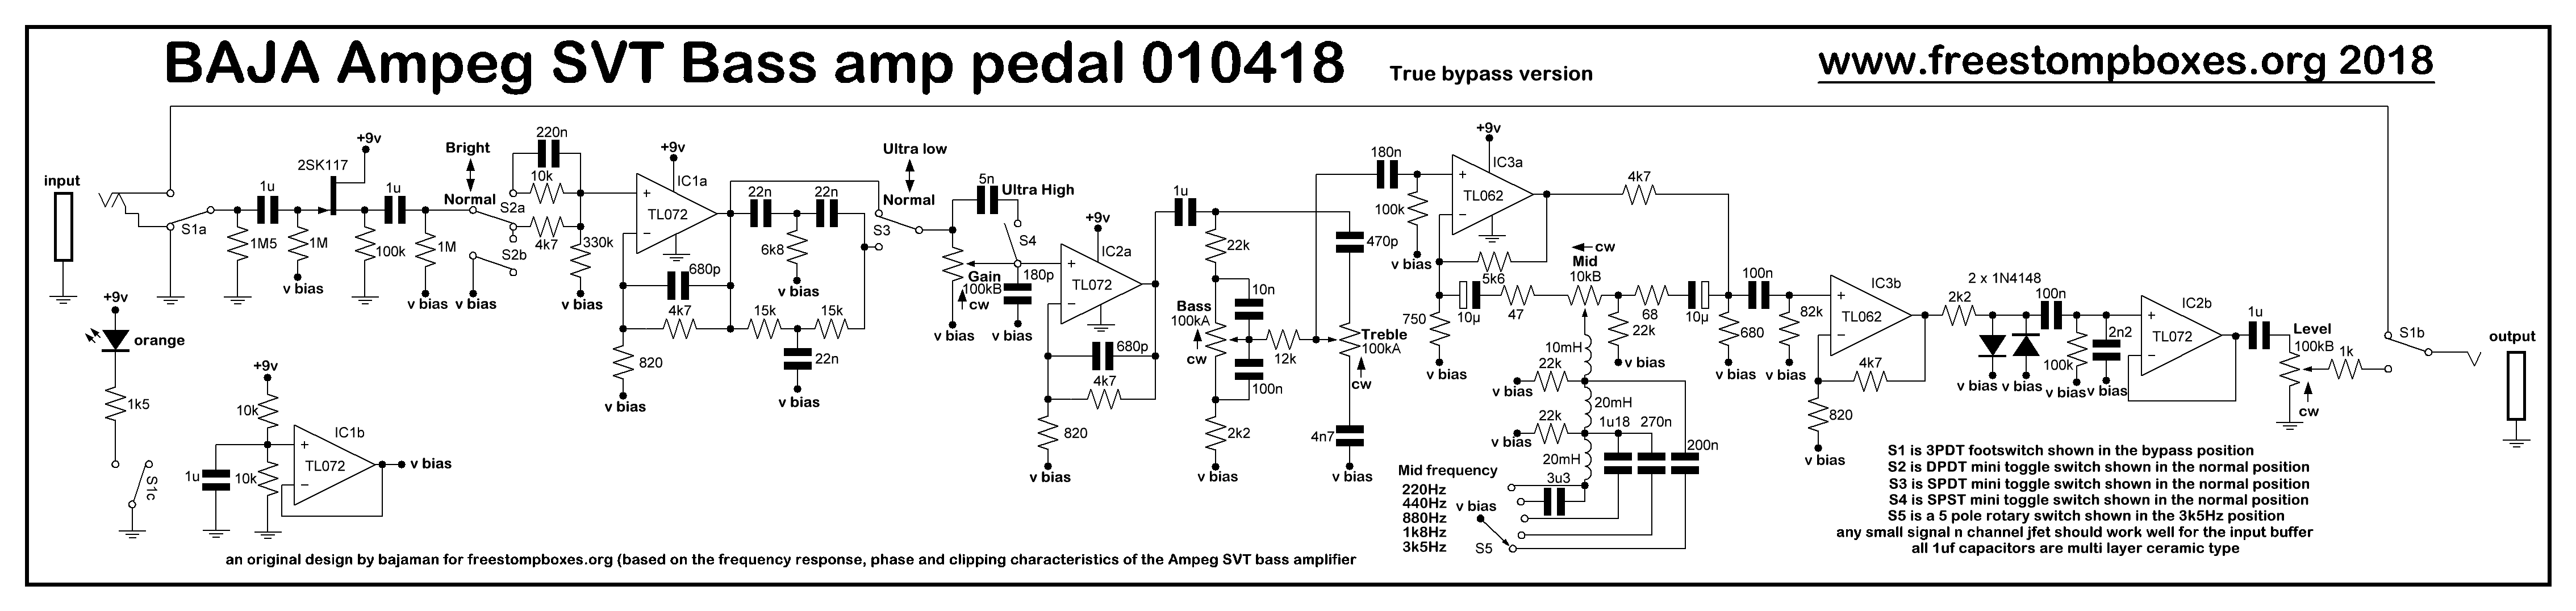 BAJA Ampeg SVT Bass amp pedal 010418
True bypass version
www.freestompboxes.org 2018
input
S1a
1u
1M5
1M
v bias
2SK117
+9v
100k
1u
1M
v bias
Bright
Normal
S2a
S2b
v bias
220n
10k
4k7
330k
v bias
+9v
IC1a
TL072
+
−
680p
4k7
820
v bias
22n
22n
6k8
v bias
15k
15k
22n
v bias
Ultra low
Normal
S3
5n
Ultra High
S4
Gain
100kB
cw
v bias
180p
v bias
+9v
IC2a
TL072
+
−
680p
4k7
820
v bias
1u
22k
10n
Bass
100kA
cw
100n
2k2
v bias
12k
470p
Treble
100kA
cw
4n7
v bias
180n
100k
v bias
+9v
IC3a
TL062
+
−
5k6
4k7
750
v bias
10µ
47
cw
Mid
10kB
68
10µ
22k
v bias
680
v bias
10mH
22k
v bias
20mH
22k
v bias
1u18
270n
200n
20mH
3u3
Mid frequency
220Hz
440Hz
880Hz
1k8Hz
3k5Hz
v bias
S5
100n
82k
v bias
IC3b
TL062
+
−
4k7
820
v bias
2k2
2 x 1N4148
v bias
v bias
100n
100k
v bias
2n2
v bias
IC2b
TL072
+
−
1u
Level
100kB
cw
1k
S1b
output
+9v
orange
1k5
S1c
+9v
10k
10k
1u
IC1b
TL072
+
−
v bias
S1 is 3PDT footswitch shown in the bypass position
S2 is DPDT mini toggle switch shown in the normal position
S3 is SPDT mini toggle switch shown in the normal position
S4 is SPST mini toggle switch shown in the normal position
S5 is a 5 pole rotary switch shown in the 3k5Hz position
any small signal n channel jfet should work well for the input buffer
all 1uf capacitors are multi layer ceramic type
an original design by bajaman for freestompboxes.org (based on the frequency response, phase and clipping characteristics of the Ampeg SVT bass amplifier